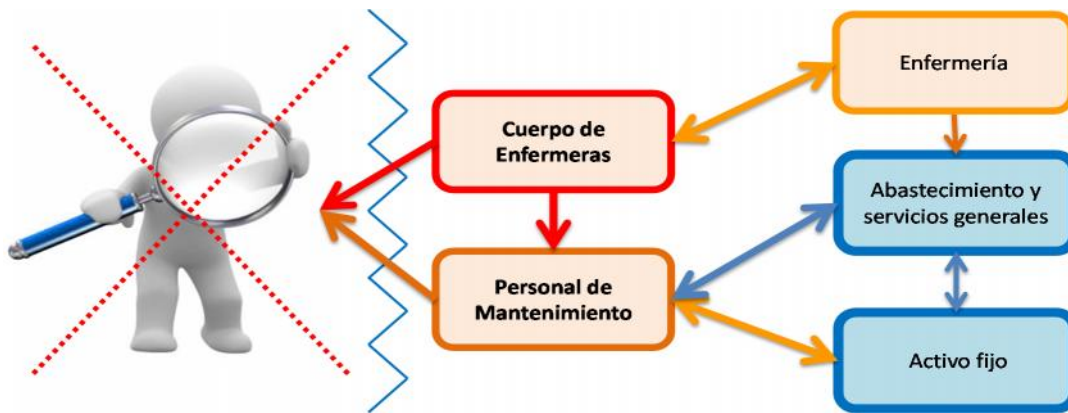 Enfermería
Cuerpo de
Enfermeras
Abastecimiento y
servicios generales
Personal de
Mantenimiento
Activo fijo